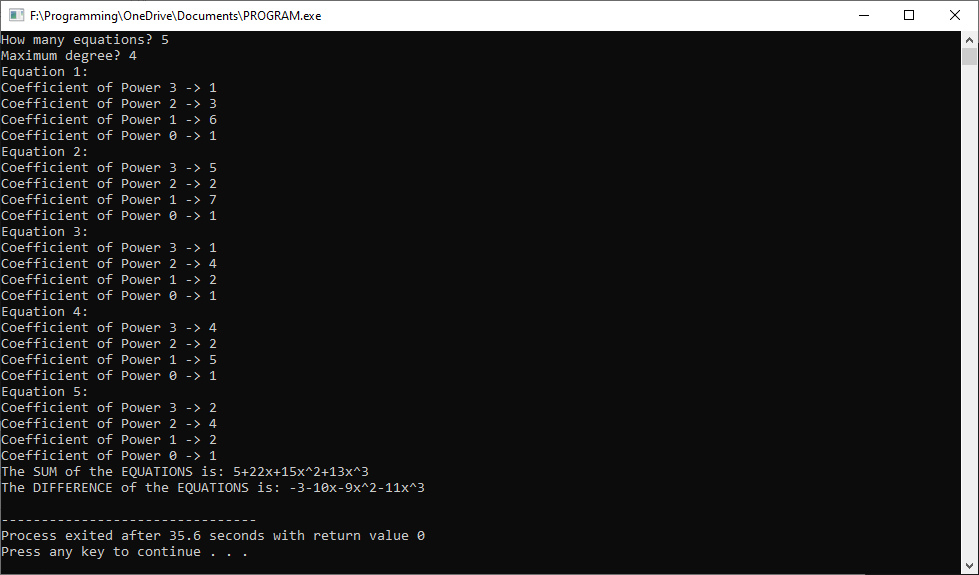 F:\Programming\OneDrive\Documents\PROGRAM.exe
How many equations? 5
Maximum degree? 4
Equation 1:
Coefficient of Power 3 -> 1
Coefficient of Power 2 -> 3
Coefficient of Power 1 -> 6
Coefficient of Power 0 -> 1
Equation 2:
Coefficient of Power 3 -> 5
Coefficient of Power 2 -> 2
Coefficient of Power 1 -> 7
Coefficient of Power 0 -> 1
Equation 3:
Coefficient of Power 3 -> 1
Coefficient of Power 2 -> 4
Coefficient of Power 1 -> 2
Coefficient of Power 0 -> 1
Equation 4:
Coefficient of Power 3 -> 4
Coefficient of Power 2 -> 2
Coefficient of Power 1 -> 5
Coefficient of Power 0 -> 1
Equation 5:
Coefficient of Power 3 -> 2
Coefficient of Power 2 -> 4
Coefficient of Power 1 -> 2
Coefficient of Power 0 -> 1
The SUM of the EQUATIONS is: 5+22x+15x^2+13x^3
The DIFFERENCE of the EQUATIONS is: -3-10x-9x^2-11x^3
--------------------------------
Process exited after 35.6 seconds with return value 0
Press any key to continue . . .